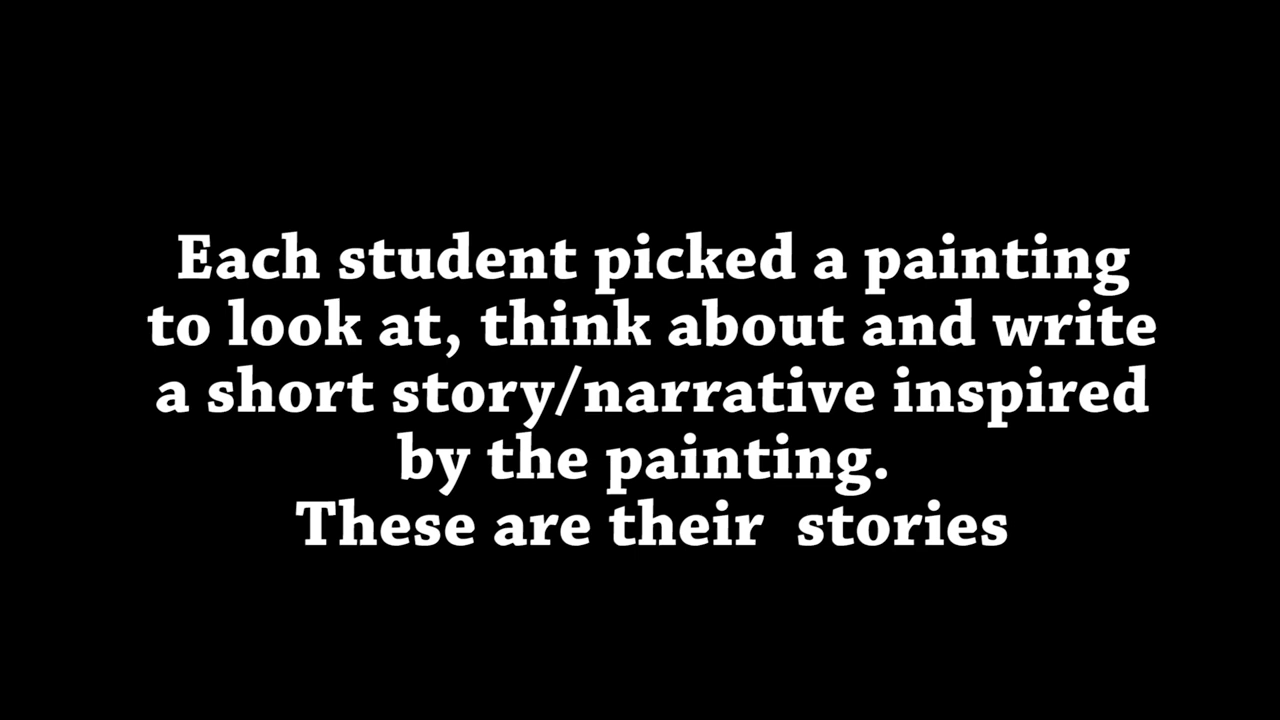 Each student picked a painting
to look at, think about and write
a short story/narrative inspired
by the painting.
These are their  stories